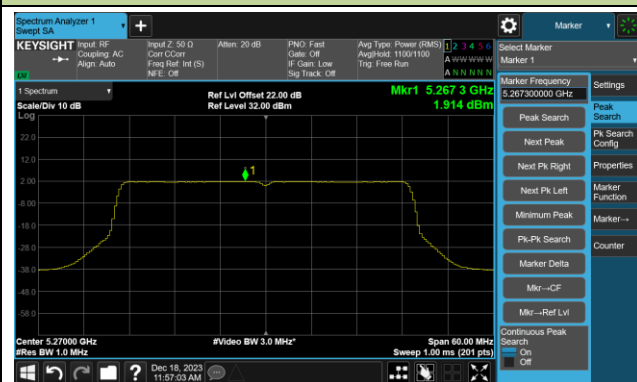 Spectrum Analyzer 1
Swept SA
+
Marker
KEYSIGHT
Input: RF
Coupling: AC
Align: Auto
Input Z: 50 Ω
Corr CCorr
Freq Ref: Int (S)
NFE: Off
Atten: 20 dB
PNO: Fast
Gate: Off
IF Gain: Low
Sig Track: Off
Avg Type: Power (RMS)
Avg|Hold: 1100/1100
Trig: Free Run
1 2 3 4 5 6
A W W W W W
A N N N N N
LXI
Select Marker
Marker 1
1 Spectrum
Scale/Div 10 dB
Log
Ref Lvl Offset 22.00 dB
Ref Level 32.00 dBm
Mkr1 5.267 3 GHz
1.914 dBm
22.0
12.0
2.00
-8.00
-18.0
-28.0
-38.0
-48.0
-58.0
1
Center 5.27000 GHz
#Res BW 1.0 MHz
#Video BW 3.0 MHz*
Span 60.00 MHz
Sweep 1.00 ms (201 pts)
Marker Frequency
5.267300000 GHz
Peak Search
Next Peak
Next Pk Right
Next Pk Left
Minimum Peak
Pk-Pk Search
Marker Delta
Mkr→CF
Mkr→Ref Lvl
Continuous Peak
Search
On
Off
Settings
Peak
Search
Pk Search
Config
Properties
Marker
Function
Marker→
Counter
?
Dec 18, 2023
11:57:03 AM